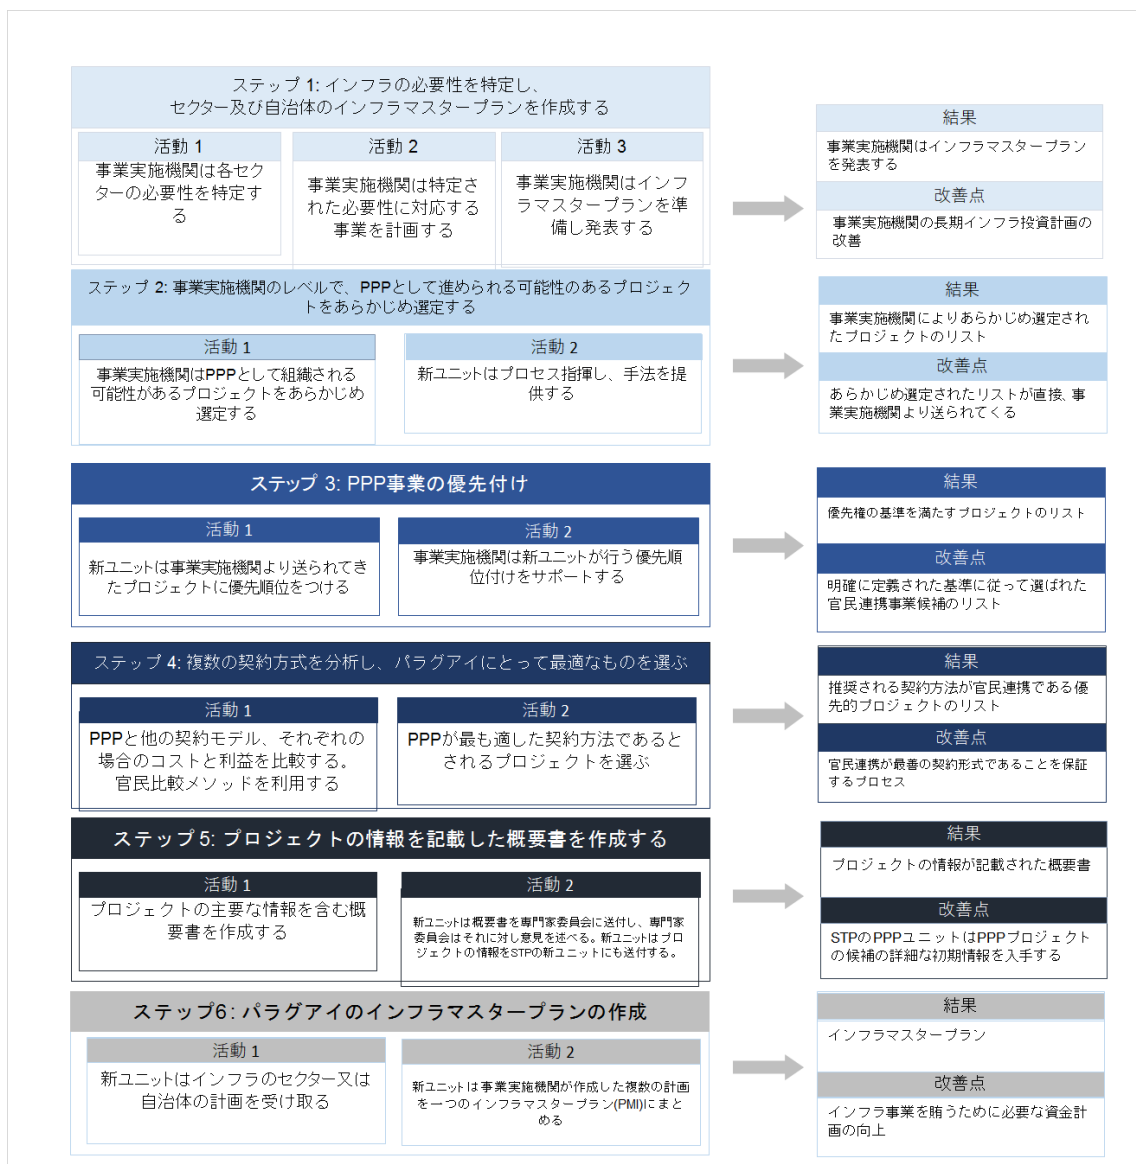 ステップ 1: インフラの必要性を特定し、
セクター及び自治体のインフラマスタープランを作成する
活動 1
事業実施機関は各セク
ターの必要性を特定す
る
活動 2
事業実施機関は特定さ
れた必要性に対応する
事業を計画する
活動 3
事業実施機関はインフ
ラマスタープランを準
備し発表する
結果
事業実施機関はインフラマスタープラン
を発表する
改善点
事業実施機関の長期インフラ投資計画の
改善
ステップ 2: 事業実施機関のレベルで、PPPとして進められる可能性のあるプロジェク
トをあらかじめ選定する
活動 1
事業実施機関はPPPとして組織される
可能性があるプロジェクトをあらかじめ
選定する
活動 2
新ユニットはプロセス指揮し、手法を提
供する
結果
事業実施機関によりあらかじめ選定され
たプロジェクトのリスト
改善点
あらかじめ選定されたリストが直接、事
業実施機関より送られてくる
ステップ 3: PPP事業の優先付け
活動 1
新ユニットは事業実施機関より送られてき
たプロジェクトに優先順位をつける
活動 2
事業実施機関は新ユニットが行う優先順
位付けをサポートする
結果
優先権の基準を満たすプロジェクトのリスト
改善点
明確に定義された基準に従って選ばれた
官民連携事業候補のリスト
ステップ 4: 複数の契約方式を分析し、パラグアイにとって最適なものを選ぶ
活動 1
PPPと他の契約モデル、それぞれの
場合のコストと利益を比較する。
官民比較メソッドを利用する
活動 2
PPPが最も適した契約方法であると
されるプロジェクトを選ぶ
結果
推奨される契約方法が官民連携である優
先的プロジェクトのリスト
改善点
官民連携が最善の契約形式であることを保証
するプロセス
ステップ 5: プロジェクトの情報を記載した概要書を作成する
活動 1
プロジェクトの主要な情報を含む概
要書を作成する
活動 2
新ユニットは概要書を専門家委員会に送付し、専門家
委員会はそれに対し意見を述べる。新ユニットはプロ
ジェクトの情報をSTPの新ユニットにも送付する。
結果
プロジェクトの情報が記載された概要書
改善点
STPのPPPユニットはPPPプロジェクト
の候補の詳細な初期情報を入手する
ステップ6 : パラグアイのインフラマスタープランの作成
活動 1
新ユニットはインフラのセクター又は
自治体の計画を受け取る
活動 2
新ユニットは事業実施機関が作成した複数の計画
を一つのインフラマスタープラン(PMI)にまと
める
結果
インフラマスタープラン
改善点
インフラ事業を賄うために必要な資金計
画の向上